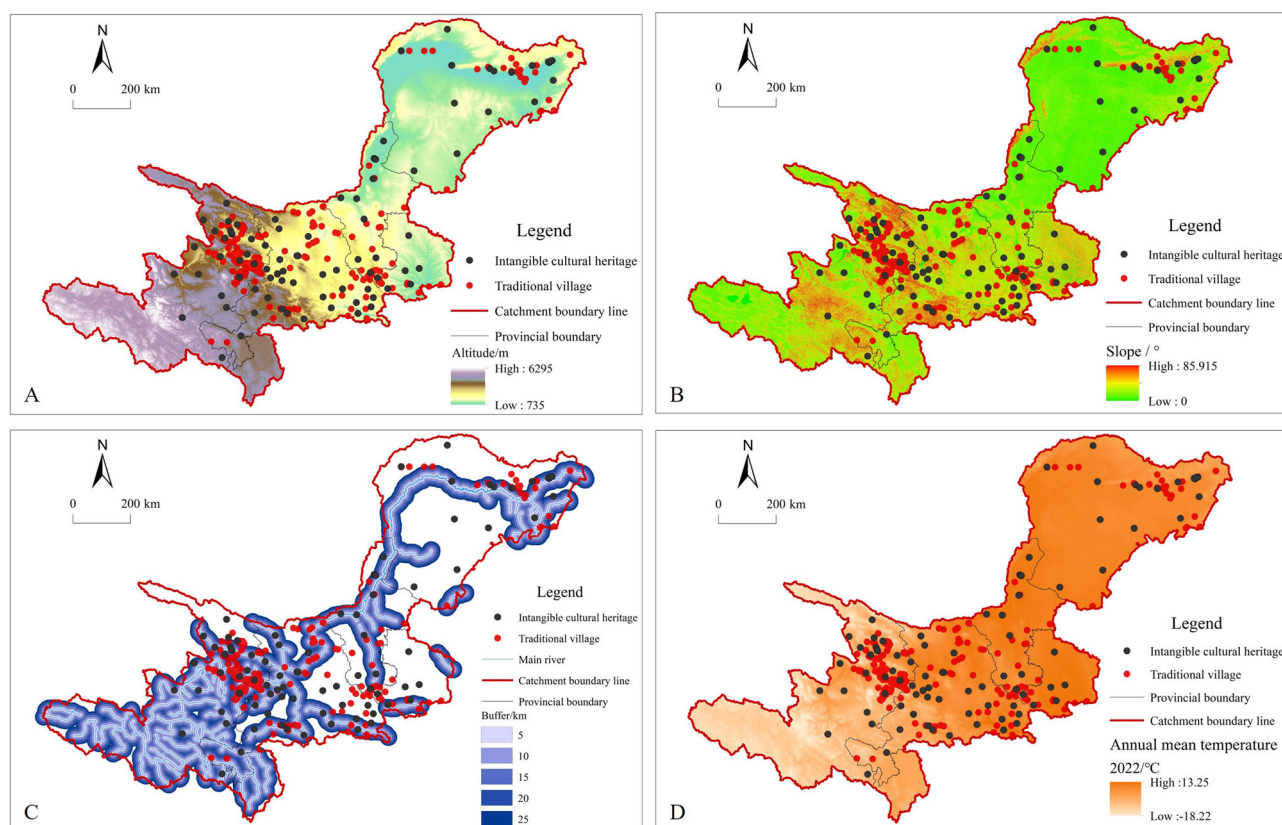 N
0 200 km
Legend
Intangible cultural heritage
Traditional village
Catchment boundary line
Provincial boundary
Altitude/m
High : 6295
Low : 735
A
N
0 200 km
Legend
Intangible cultural heritage
Traditional village
Catchment boundary line
Provincial boundary
Slope / °
High : 85.915
Low : 0
B
N
0 200 km
Legend
Intangible cultural heritage
Traditional village
Main river
Catchment boundary line
Provincial boundary
Buffer/km
5
10
15
20
25
C
N
0 200 km
Legend
Intangible cultural heritage
Traditional village
Provincial boundary
Catchment boundary line
Annual mean temperature
2022/°C
High :13.25
Low :-18.22
D